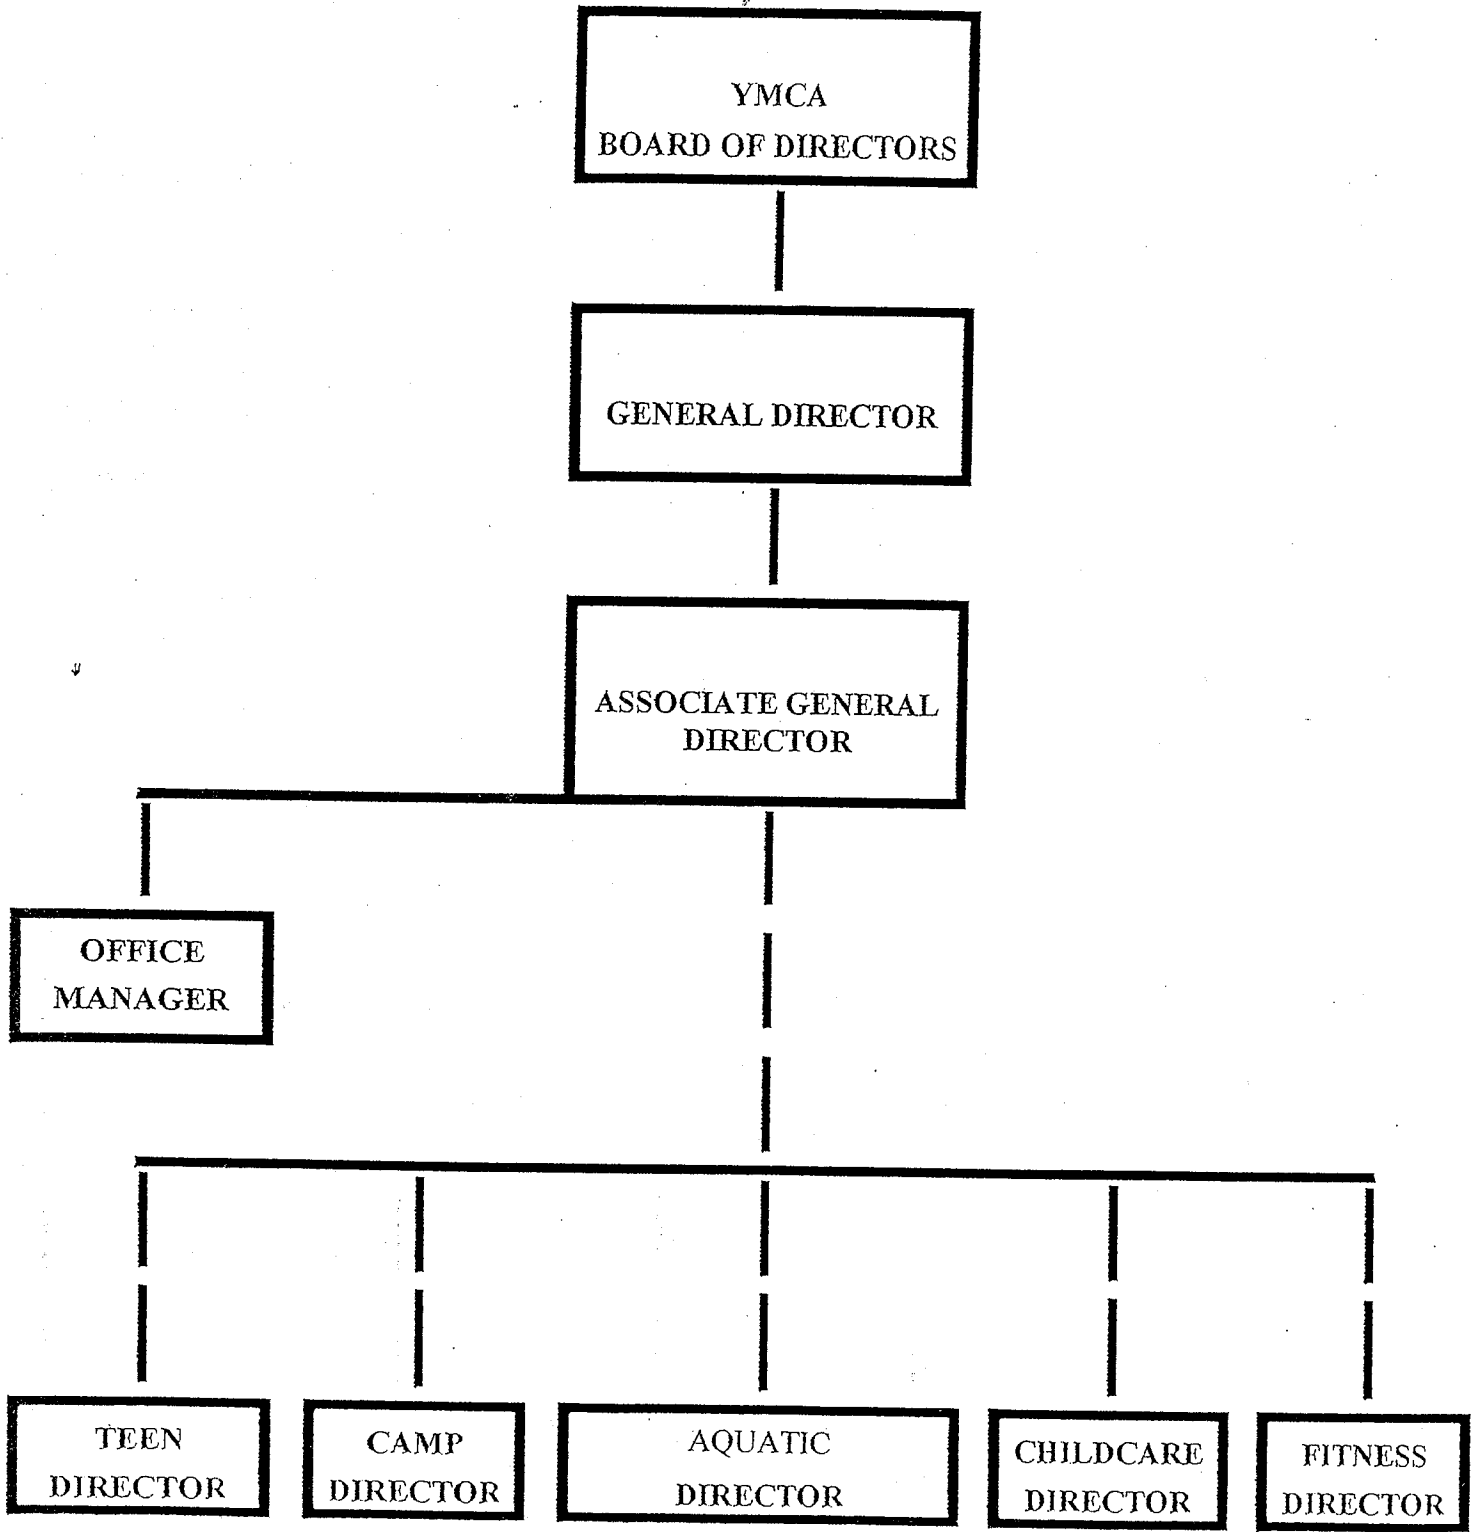 YMCA
BOARD OF DIRECTORS
GENERAL DIRECTOR
ASSOCIATE GENERAL
DIRECTOR
OFFICE
MANAGER
TEEN
DIRECTOR
CAMP
DIRECTOR
AQUATIC
DIRECTOR
CHILDCARE
DIRECTOR
FITNESS
DIRECTOR